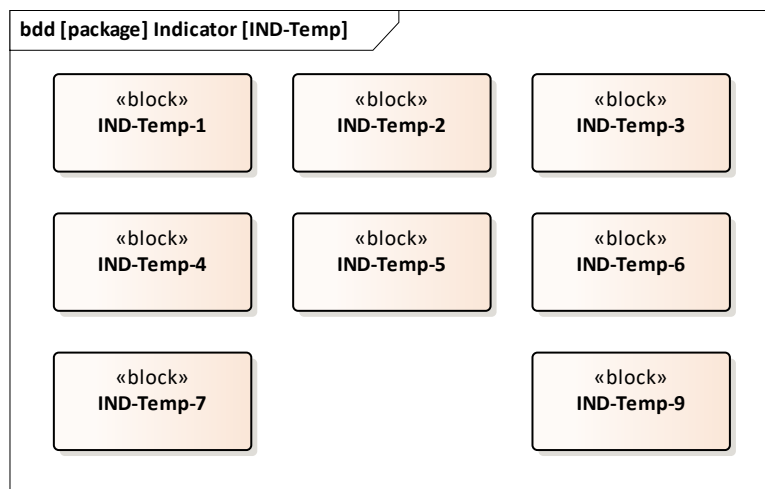 bdd [package] Indicator [IND-Temp]
«block»
IND-Temp-1
«block»
IND-Temp-2
«block»
IND-Temp-3
«block»
IND-Temp-4
«block»
IND-Temp-5
«block»
IND-Temp-6
«block»
IND-Temp-7
«block»
IND-Temp-9